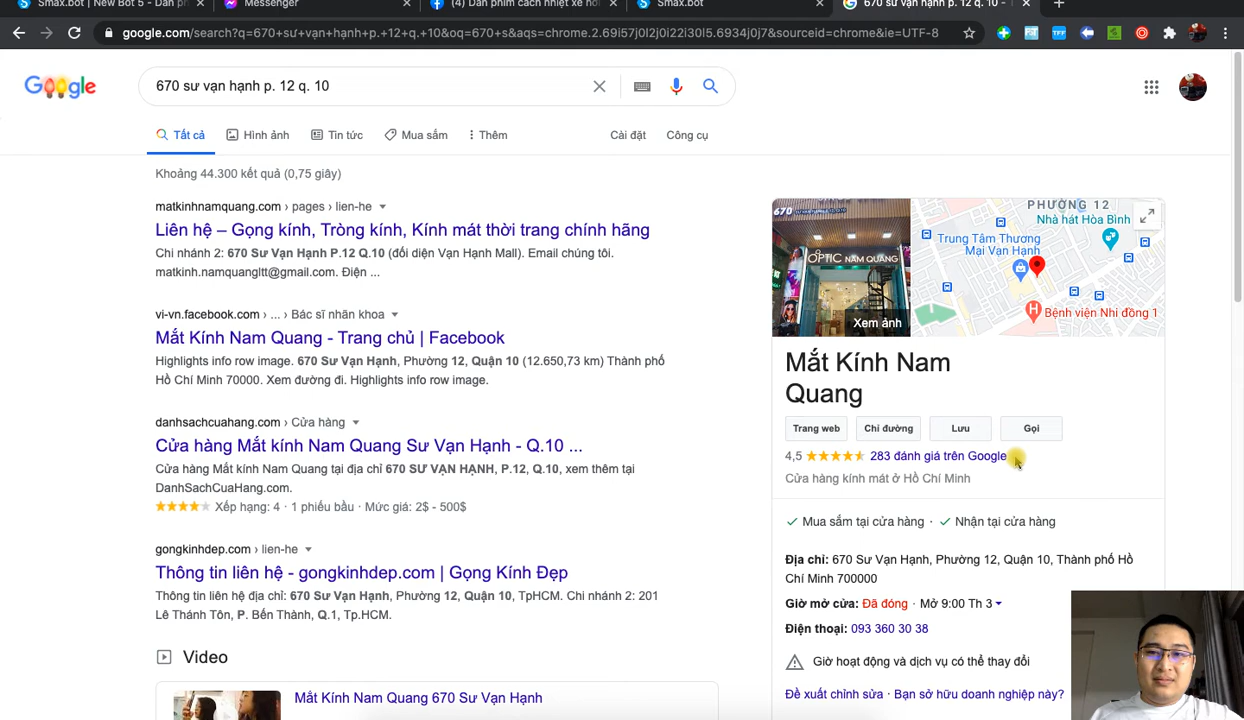 Smax.bot | New Bot 5 - Dán p
Messenger
(4) Dán phim cách nhiệt xe hơi
Smax.bot
670 sư vạn hạnh p. 12 q. 10 -
google.com/search?q=670+sư+vạn+hạnh+p.+12+q.+10&oq=670+s&aqs=chrome.2.69i57j0l2j0i22i30l5.6934j0j7&sourceid=chrome&ie=UTF-8
Google
670 sư vạn hạnh p. 12 q. 10
Tất cả
Hình ảnh
Tin tức
Mua sắm
Thêm
Cài đặt
Công cụ
Khoảng 44.300 kết quả (0,75 giây)
matkinhnamquang.com › pages › lien-he
Liên hệ – Gọng kính, Tròng kính, Kính mát thời trang chính hãng
Chi nhánh 2: 670 Sư Vạn Hạnh P.12 Q.10 (đối diện Vạn Hạnh Mall). Email chúng tôi.
matkinh.namquangltt@gmail.com. Điện ...
vi-vn.facebook.com › ... › Bác sĩ nhãn khoa
Mắt Kính Nam Quang - Trang chủ | Facebook
Highlights info row image. 670 Sư Vạn Hạnh, Phường 12, Quận 10 (12.650,73 km) Thành phố
Hồ Chí Minh 70000. Xem đường đi. Highlights info row image.
danhsachcuahang.com › Cửa hàng
Cửa hàng Mắt kính Nam Quang Sư Vạn Hạnh - Q.10 ...
Cửa hàng Mắt kính Nam Quang tại địa chỉ 670 SƯ VẠN HẠNH, P.12, Q.10, xem thêm tại
DanhSachCuaHang.com.
Xếp hạng: 4 · 1 phiếu bầu · Mức giá: 2$ - 500$
gongkinhdep.com › lien-he
Thông tin liên hệ - gongkinhdep.com | Gọng Kính Đẹp
Thông tin liên hệ địa chỉ: 670 Sư Vạn Hạnh, Phường 12, Quận 10, TpHCM. Chi nhánh 2: 201
Lê Thánh Tôn, P. Bến Thành, Q.1, Tp.HCM.
Video
Mắt Kính Nam Quang 670 Sư Vạn Hạnh
670
OPTIC NAM QUANG
Xem ảnh
PHƯỜNG 12
Nhà hát Hòa Bình
Trung Tâm Thương
Mại Vạn Hạnh
Bệnh viện Nhi đồng 1
Mắt Kính Nam
Quang
Trang web
Chỉ đường
Lưu
Gọi
4,5
283 đánh giá trên Google
Cửa hàng kính mát ở Hồ Chí Minh
Mua sắm tại cửa hàng · Nhận tại cửa hàng
Địa chỉ: 670 Sư Vạn Hạnh, Phường 12, Quận 10, Thành phố Hồ
Chí Minh 700000
Giờ mở cửa: Đã đóng · Mở 9:00 Th 3
Điện thoại: 093 360 30 38
Giờ hoạt động và dịch vụ có thể thay đổi
Đề xuất chỉnh sửa · Bạn sở hữu doanh nghiệp này?